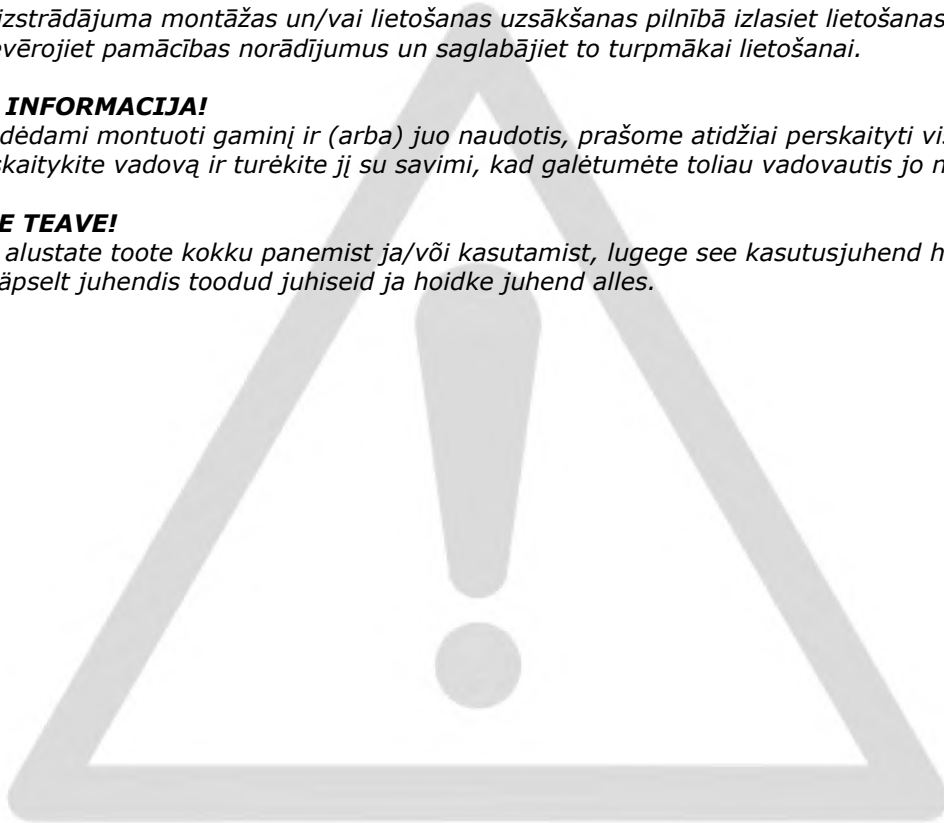 izstrādājuma montāžas un/vai lietošanas uzsākšanas pilnībā izlasiet lietošanas
evērojiet pamācības norādījumus un saglabājiet to turpmākai lietošanai.
INFORMACIJA!
dėdami montuoti gaminį ir (arba) juo naudotis, prašome atidžiai perskaityti vis
skaitykite vadovą ir turėkite jį su savimi, kad galėtumėte toliau vadovautis jo n
E TEAVE!
alustate toote kokku panemist ja/või kasutamist, lugege see kasutusjuhend h
äpselt juhendis toodud juhiseid ja hoidke juhend alles.